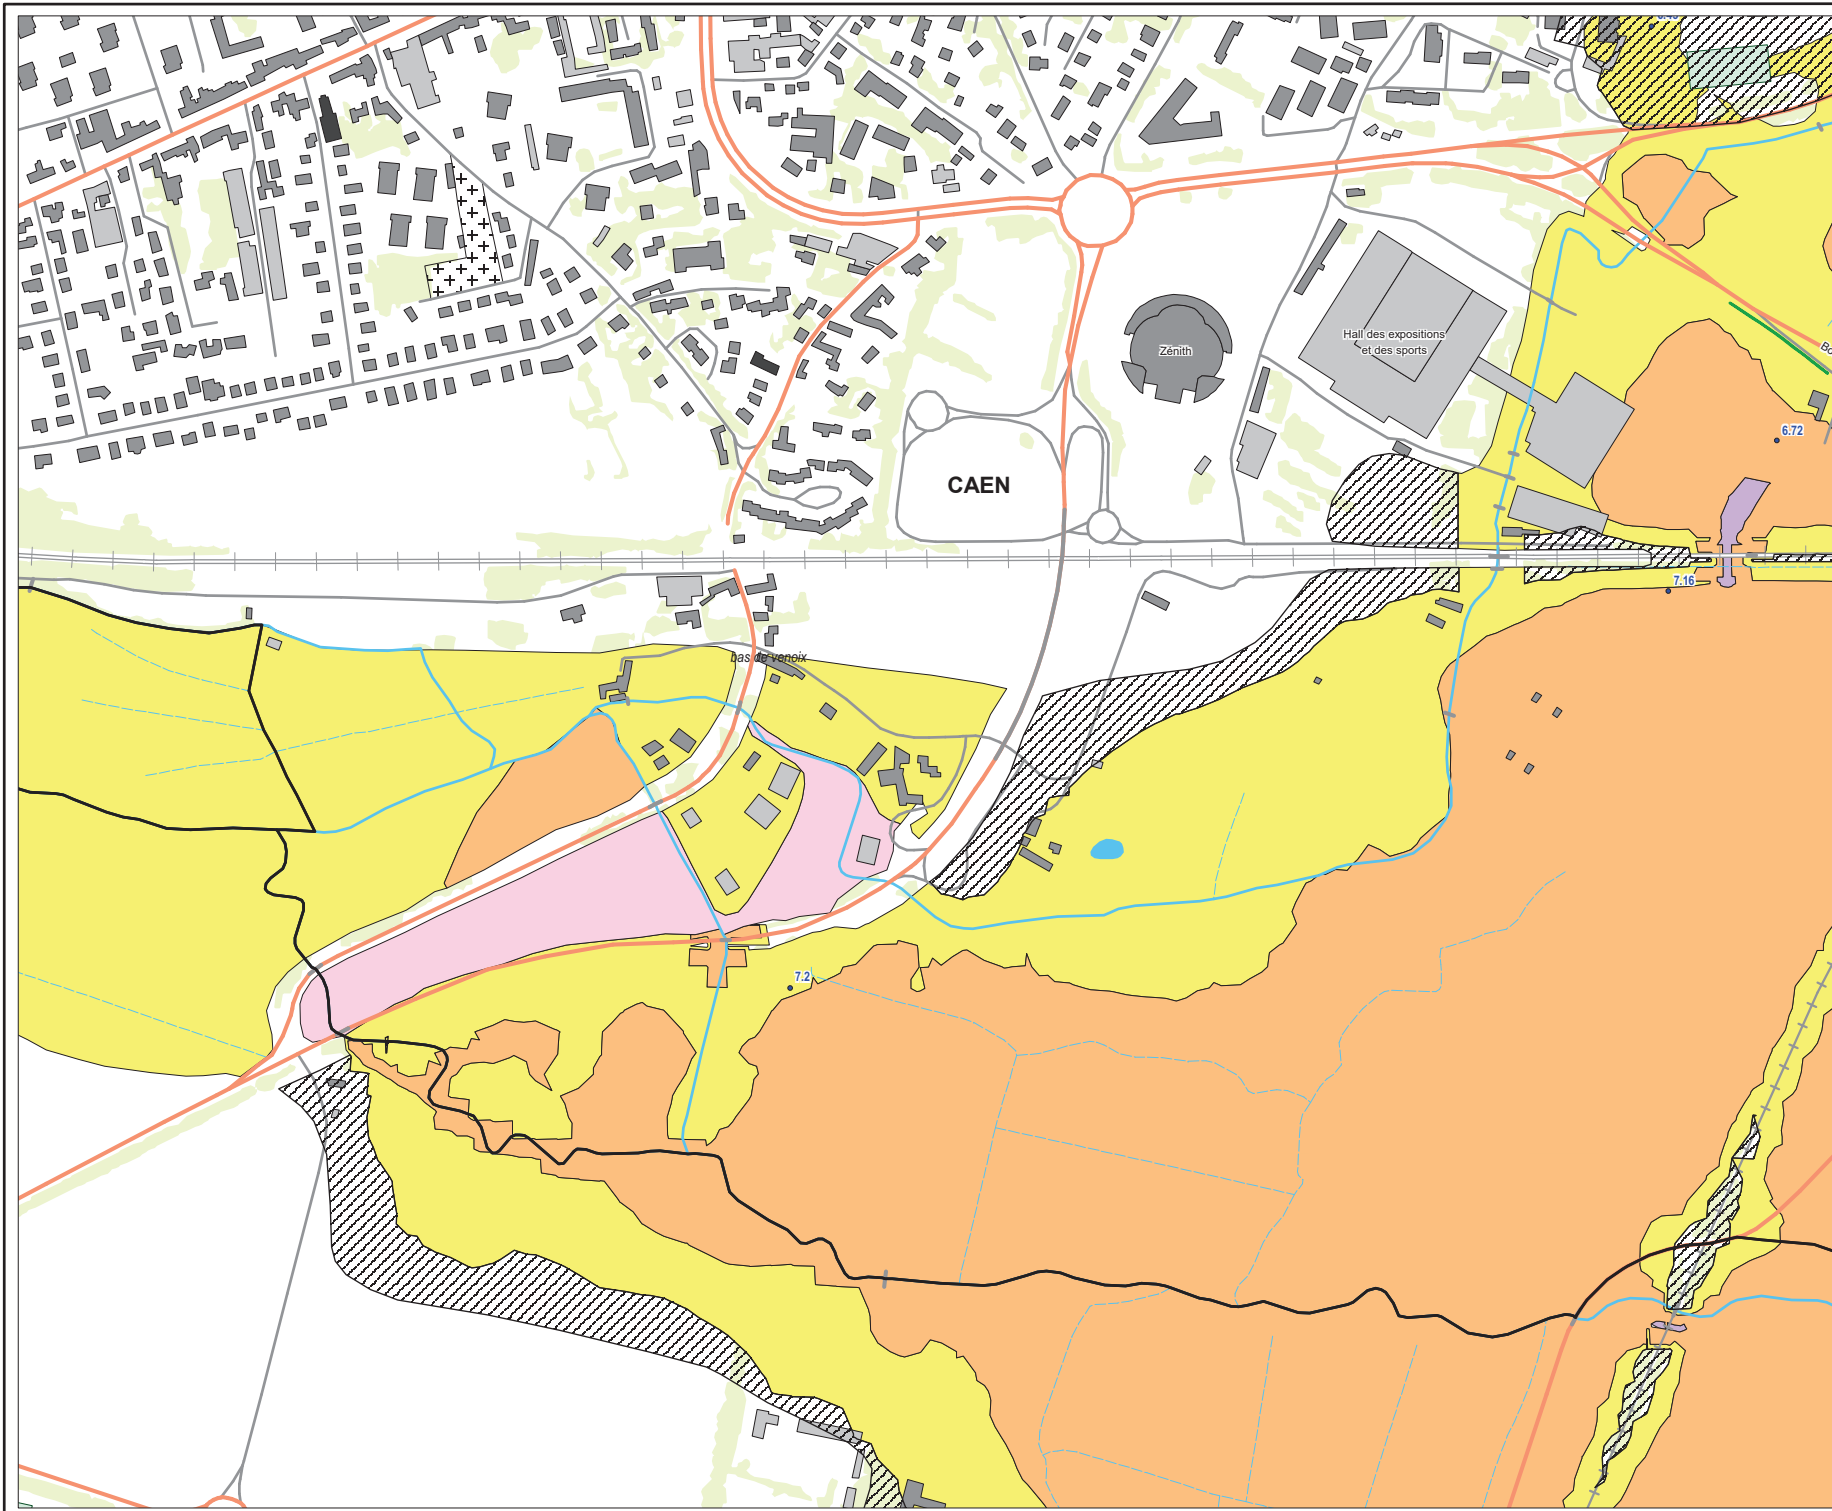 Zénith
Hall des expositions
et des sports
6.72
CAEN
7.16
bas de venoix
7.2